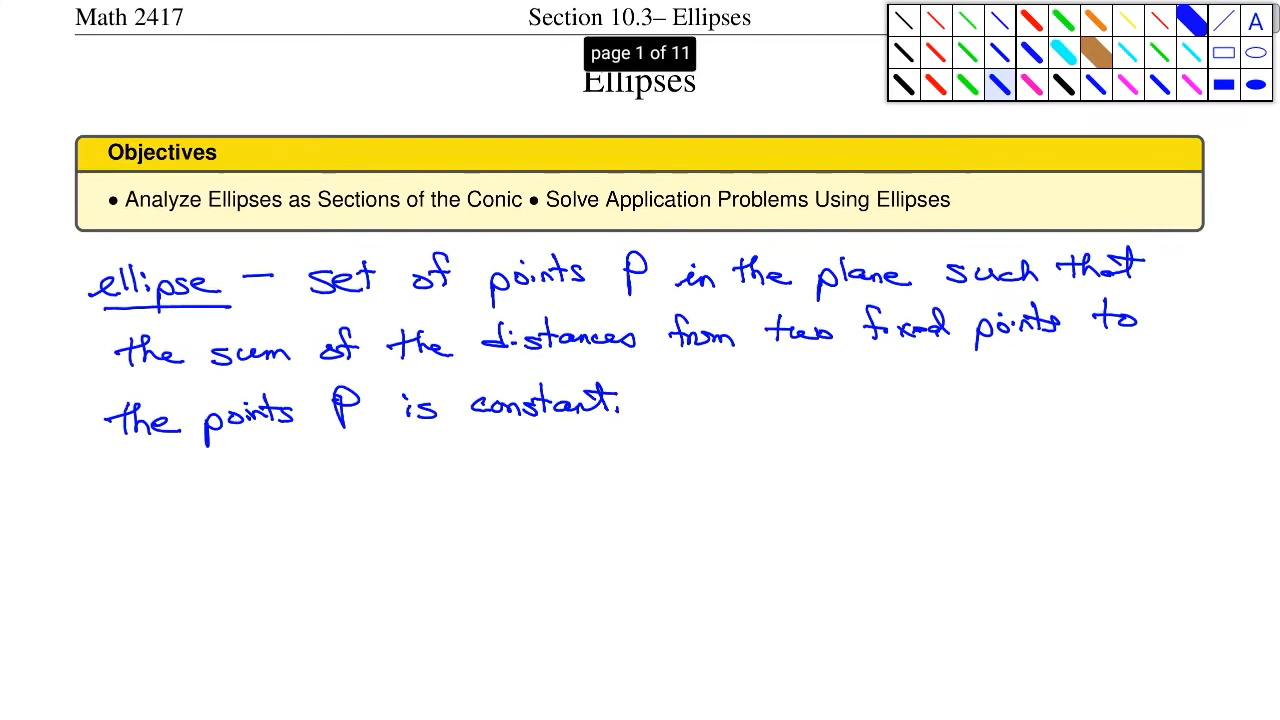 Math 2417
Section 10.3– Ellipses
A
page 1 of 11
Ellipses
Objectives
• Analyze Ellipses as Sections of the Conic • Solve Application Problems Using Ellipses
ellipse – set of points P in the plane such that
the sum of the distances from two fixed points to
the points P is constant.